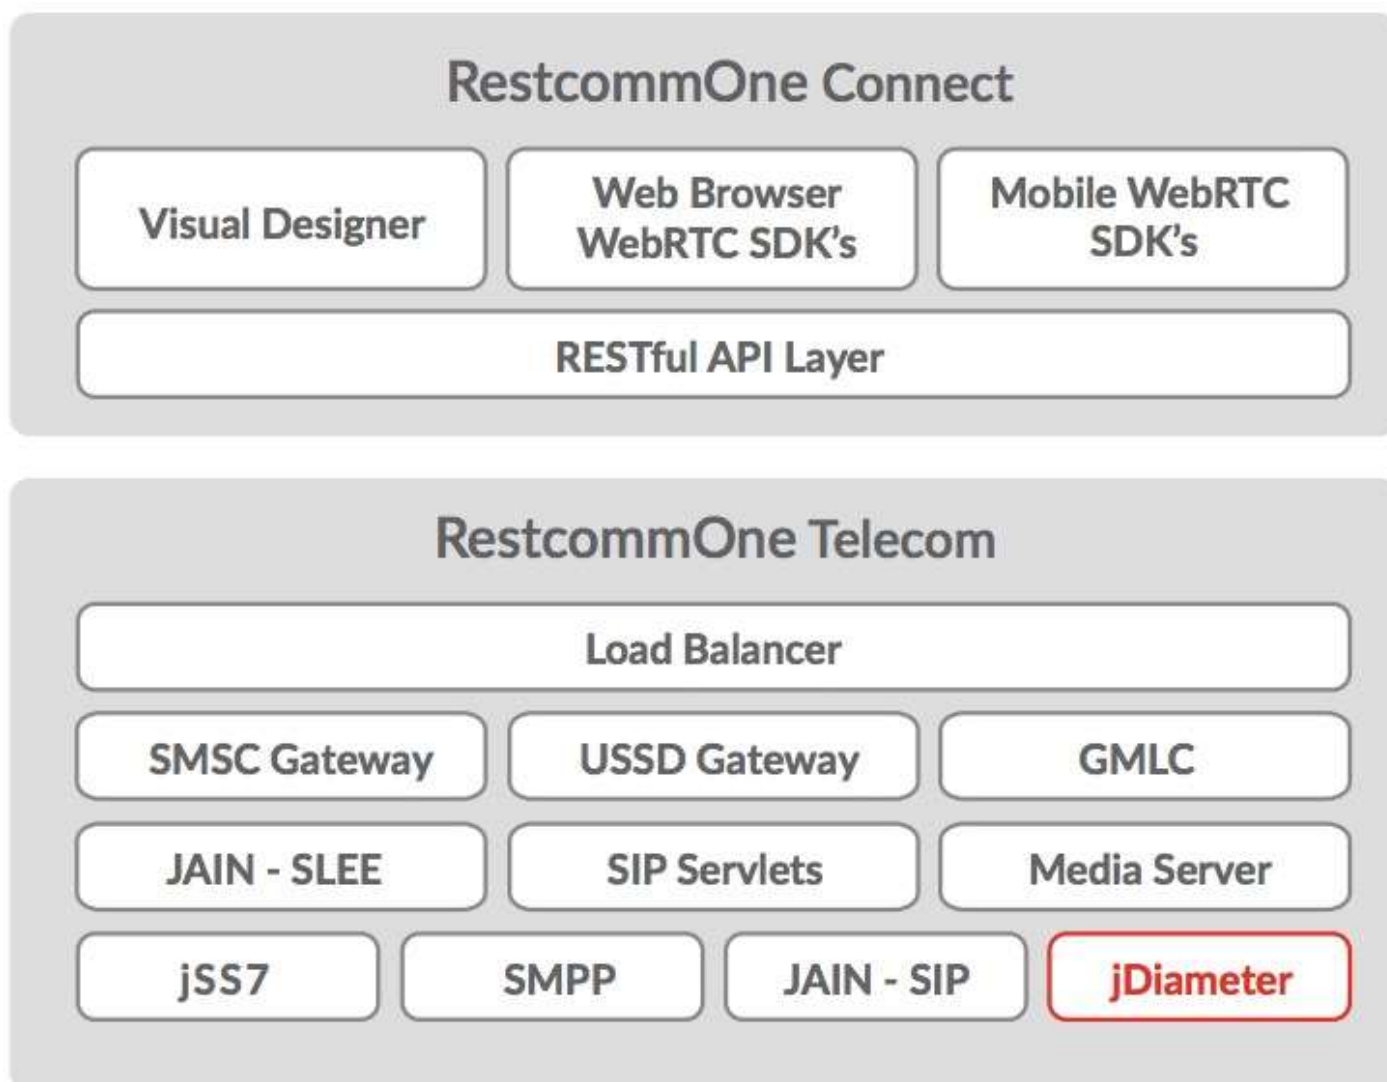 RestcommOne Connect
Visual Designer
Web Browser
WebRTC SDK's
Mobile WebRTC
SDK's
RESTful API Layer
RestcommOne Telecom
Load Balancer
SMSC Gateway
USSD Gateway
GMLC
JAIN - SLEE
SIP Servlets
Media Server
jSS7
SMPP
JAIN - SIP
jDiameter